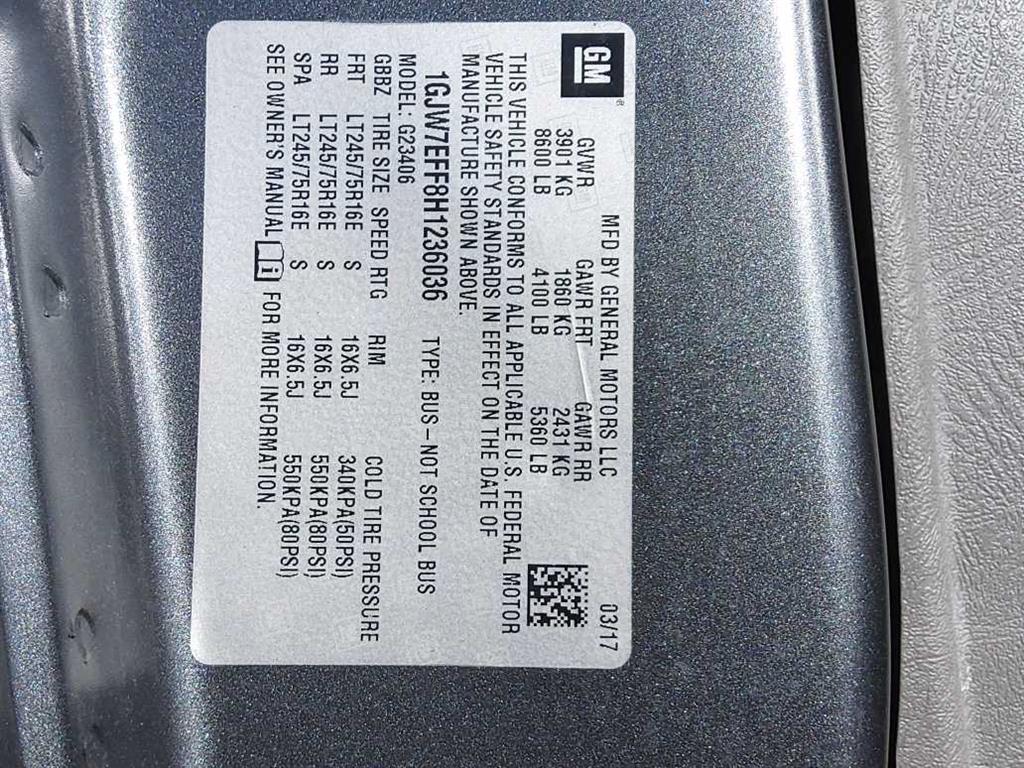 GM ®
MFD BY GENERAL MOTORS LLC 03/17
GVWR GAWR FRT GAWR RR
3901 KG 1860 KG 2431 KG
8600 LB 4100 LB 5360 LB
THIS VEHICLE CONFORMS TO ALL APPLICABLE U.S. FEDERAL MOTOR
VEHICLE SAFETY STANDARDS IN EFFECT ON THE DATE OF
MANUFACTURE SHOWN ABOVE.
1GJW7EFF8H1236036 TYPE: BUS-NOT SCHOOL BUS
MODEL: G23406
GBBZ TIRE SIZE SPEED RTG RIM COLD TIRE PRESSURE
FRT LT245/75R16E S 16X6.5J 340KPA(50PSI)
RR LT245/75R16E S 16X6.5J 550KPA(80PSI)
SPA LT245/75R16E S 16X6.5J 550KPA(80PSI)
SEE OWNER'S MANUAL i FOR MORE INFORMATION.